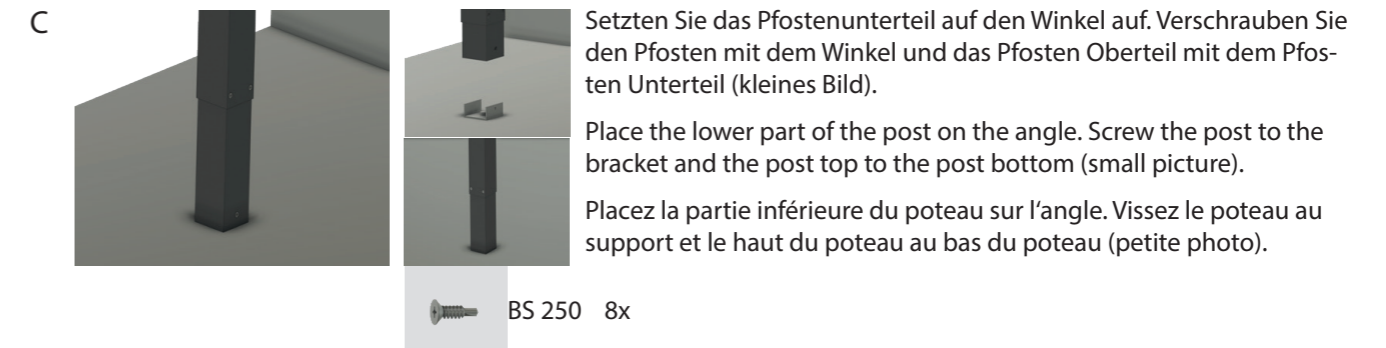 C
Setzten Sie das Pfostenunterteil auf den Winkel auf. Verschrauben Sie
den Pfosten mit dem Winkel und das Pfosten Oberteil mit dem Pfos-
ten Unterteil (kleines Bild).
Place the lower part of the post on the angle. Screw the post to the
bracket and the post top to the post bottom (small picture).
Placez la partie inférieure du poteau sur l‘angle. Vissez le poteau au
support et le haut du poteau au bas du poteau (petite photo).
BS 250 8x